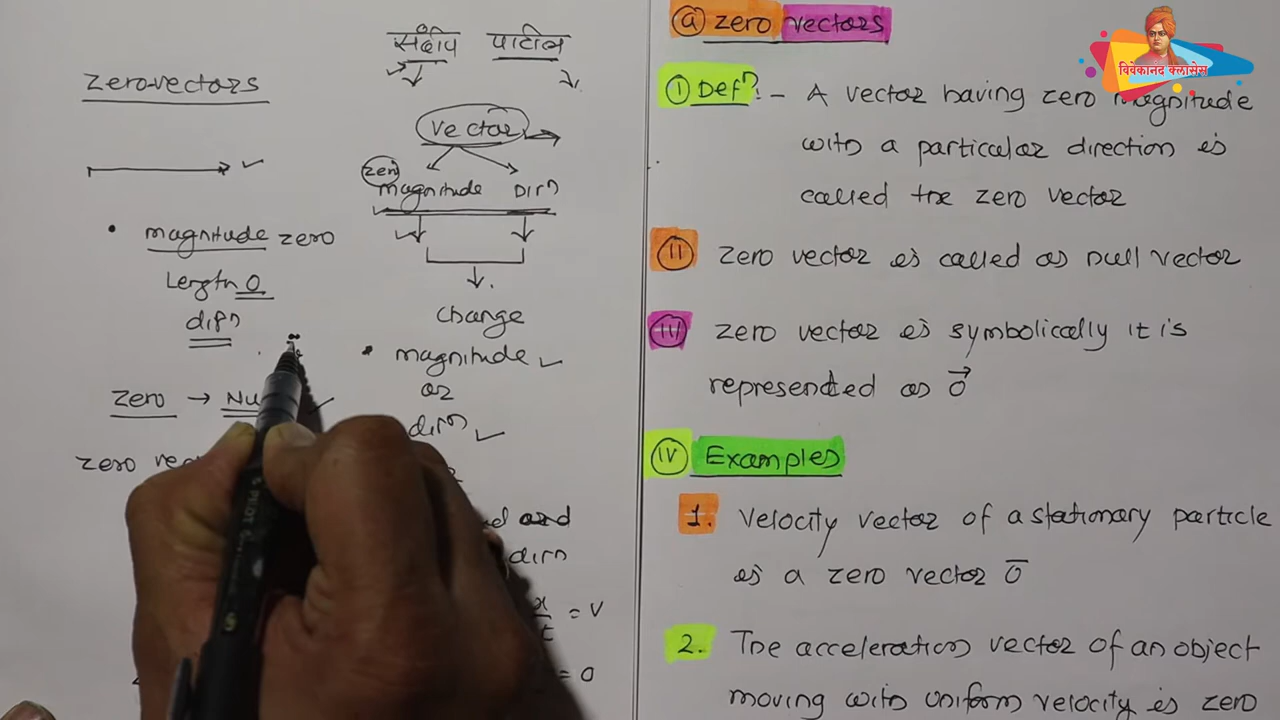 zero vectors
संदीप पाटील
vector
zero
magnitude Dirn
magnitude zero
Length 0
dirn
change
magnitude
or
dirn
zero → Nu
zero vec
and
dirn
x
t
= v
= 0
a zero vectors
I Defn :- A vector having zero magnitude
with a particular direction is
called the zero vector
II zero vector is called as null vector
III zero vector is symbolically it is
represented as 0⃗
IV Examples
1. Velocity vector of a stationary particle
is a zero vector 0̅
2. The acceleration vector of an object
moving with uniform velocity is zero
विवेकानंद क्लासेस